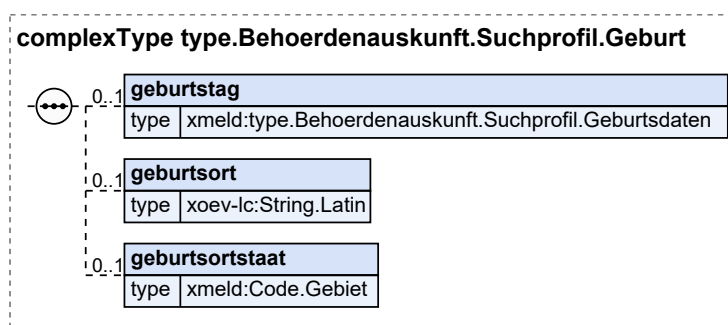 complexType type.Behoerdenauskunft.Suchprofil.Geburt
0..1 geburtstag
type xmeld:type.Behoerdenauskunft.Suchprofil.Geburtsdaten
0..1 geburtsort
type xoev-lc:String.Latin
0..1 geburtsortstaat
type xmeld:Code.Gebiet